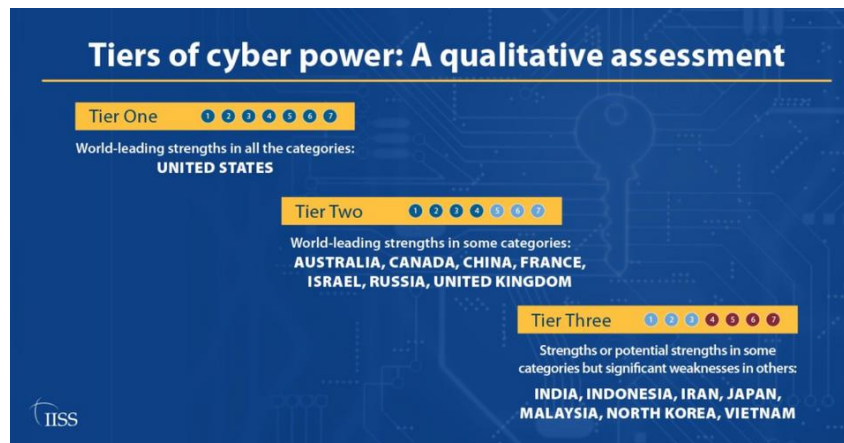 Tiers of cyber power: A qualitative assessment
Tier One 1 2 3 4 5 6 7
World-leading strengths in all the categories:
UNITED STATES
Tier Two 1 2 3 4 5 6 7
World-leading strengths in some categories:
AUSTRALIA, CANADA, CHINA, FRANCE,
ISRAEL, RUSSIA, UNITED KINGDOM
Tier Three 1 2 3 4 5 6 7
Strengths or potential strengths in some
categories but significant weaknesses in others:
INDIA, INDONESIA, IRAN, JAPAN,
MALAYSIA, NORTH KOREA, VIETNAM
IISS